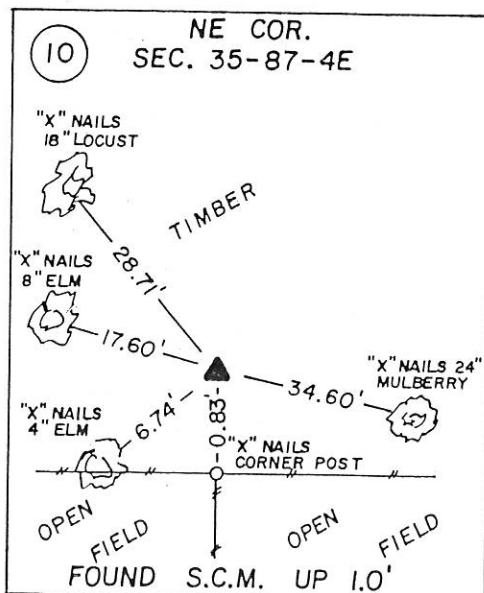 10
NE COR.
SEC. 35-87-4E
"X" NAILS
18" LOCUST
TIMBER
28.71'
"X" NAILS
8" ELM
17.60'
"X" NAILS 24"
MULBERRY
34.60'
"X" NAILS
4" ELM
6.74'
0.83'
"X" NAILS
CORNER POST
OPEN
FIELD
OPEN
FIELD
FOUND S.C.M. UP 1.0'